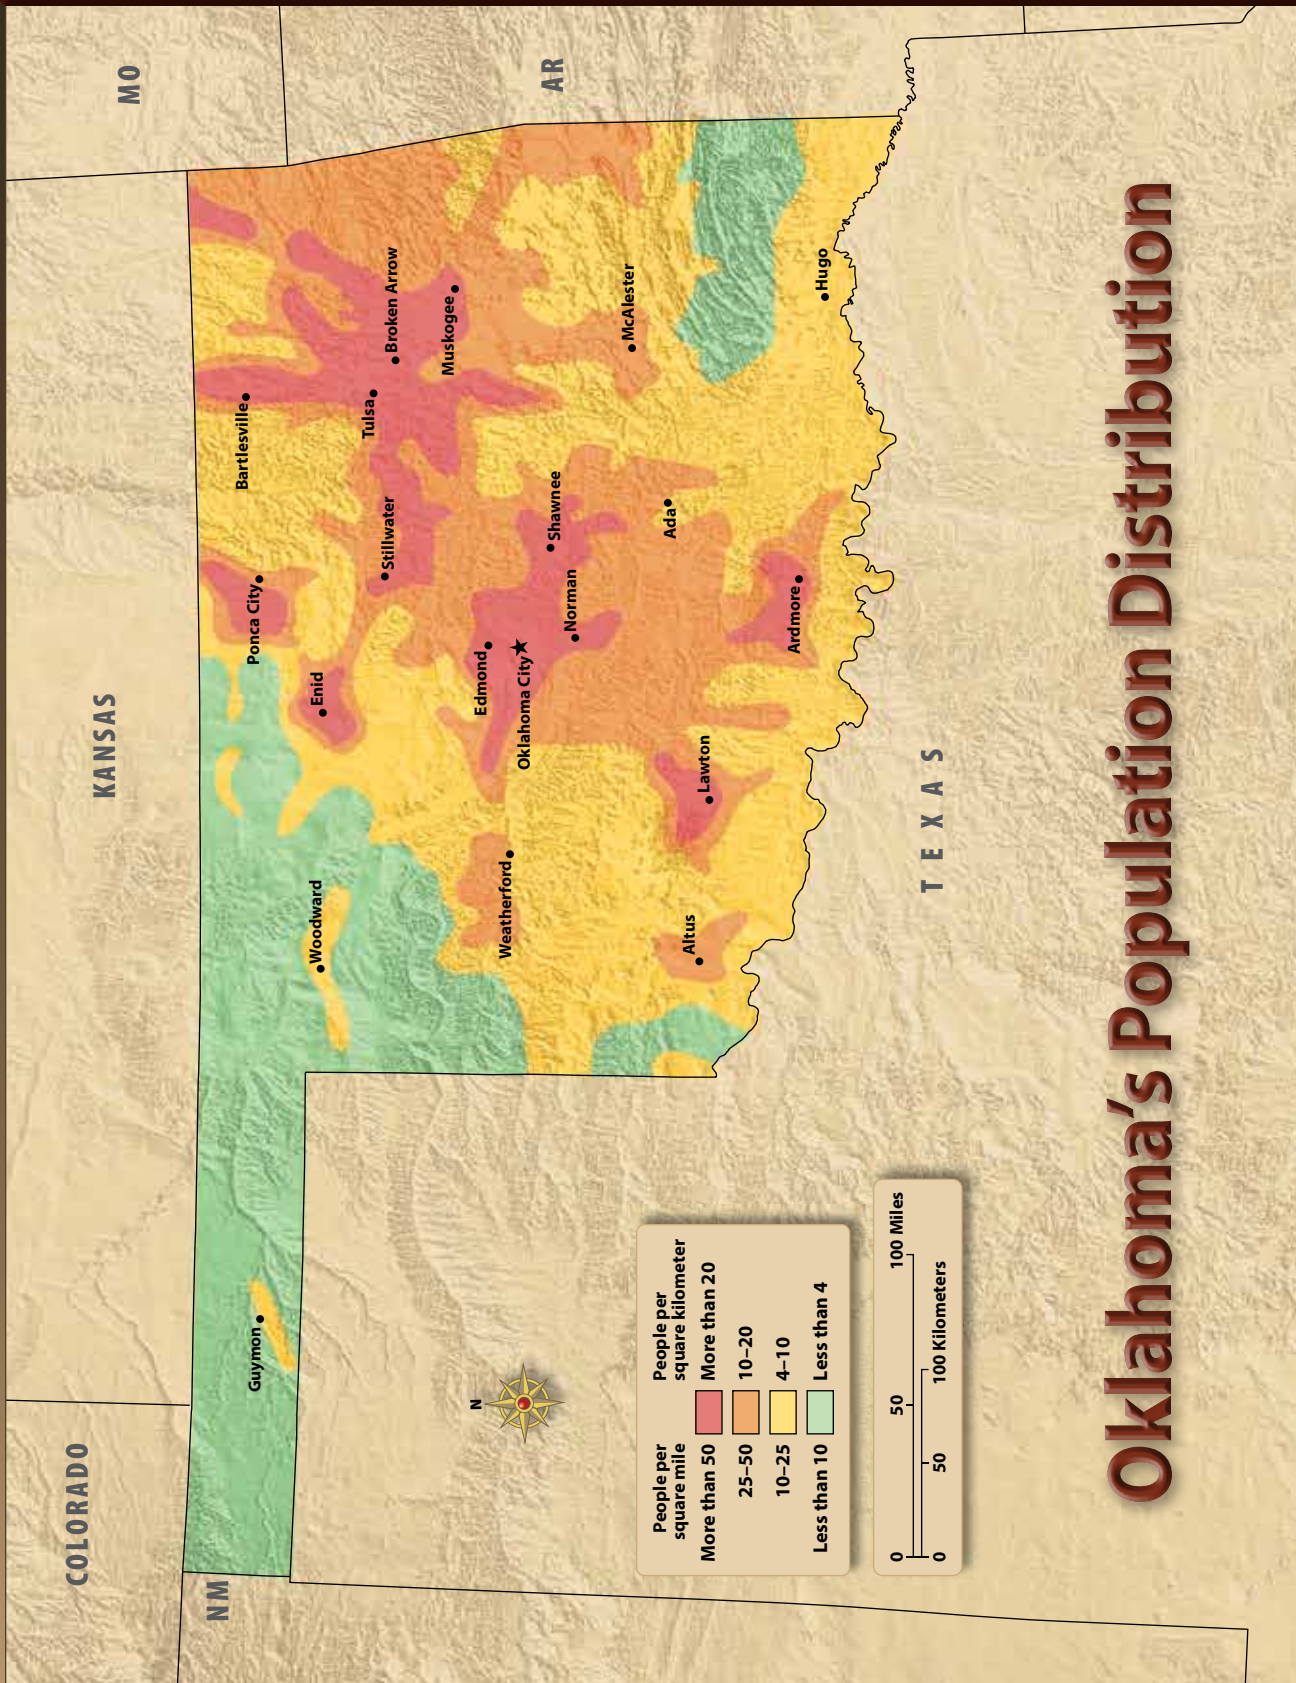 COLORADO
KANSAS
MO
NM
AR
TEXAS
Guymon
Woodward
Enid
Ponca City
Bartlesville
Stillwater
Tulsa
Broken Arrow
Muskogee
Edmond
Oklahoma City
Weatherford
Shawnee
Norman
McAlester
Ada
Lawton
Altus
Ardmore
Hugo
N
People per
square mile
People per
square kilometer
More than 50 More than 20
25–50 10–20
10–25 4–10
Less than 10 Less than 4
0 50 100 Miles
0 50 100 Kilometers
Oklahoma's Population Distribution